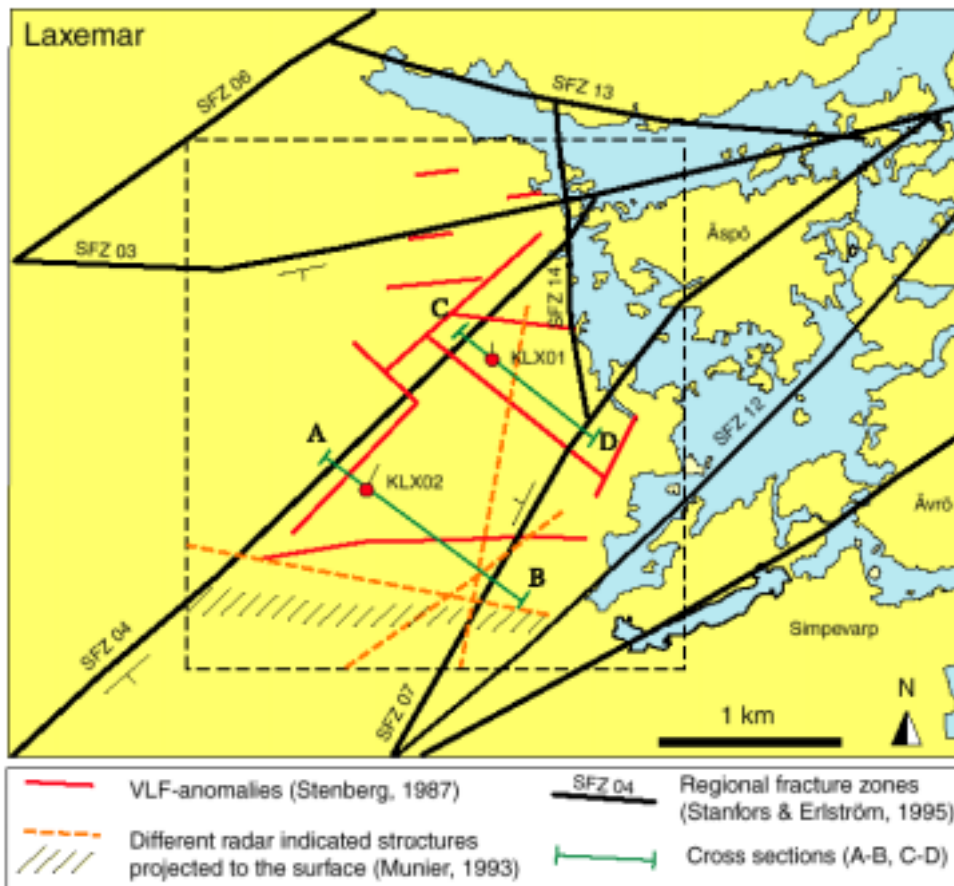 Laxemar
SFZ 06
SFZ 13
SFZ 03
Äspö
SFZ 14
C
KLX01
SFZ 12
A
D
KLX02
Ävrö
B
Simpevarp
SFZ 04
SFZ 07
1 km
N
VLF-anomalies (Stenberg, 1987)
Different radar indicated stroctures
projected to the surface (Munier, 1993)
SFZ 04
Regional fracture zones
(Stanfors & Erlström, 1995)
Cross sections (A-B, C-D)